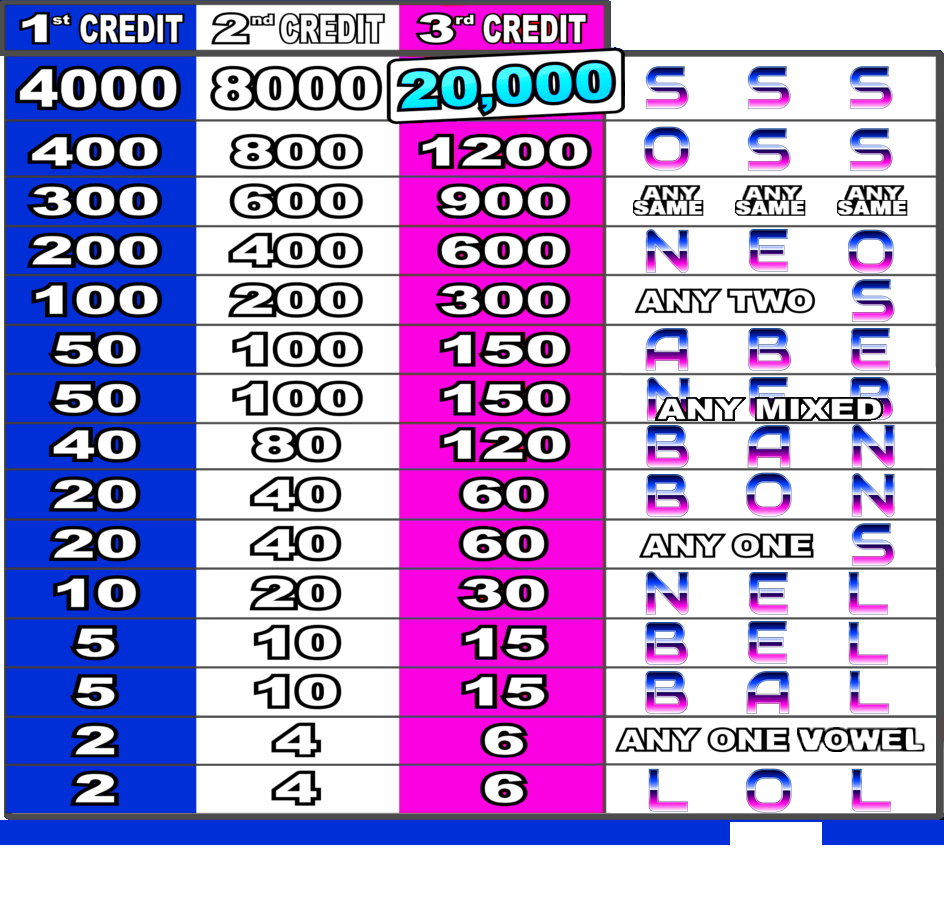 1st CREDIT 2nd CREDIT 3rd CREDIT
4000 8000 20,000 S S S
400 800 1200 O S S
300 600 900 ANY SAME ANY SAME ANY SAME
200 400 600 N E O
100 200 300 ANY TWO S
50 100 150 A B E
50 100 150 N E B
ANY MIXED
40 80 120 B A N
20 40 60 B O N
20 40 60 ANY ONE S
10 20 30 N E L
5 10 15 B E L
5 10 15 B A L
2 4 6 ANY ONE VOWEL
2 4 6 L O L